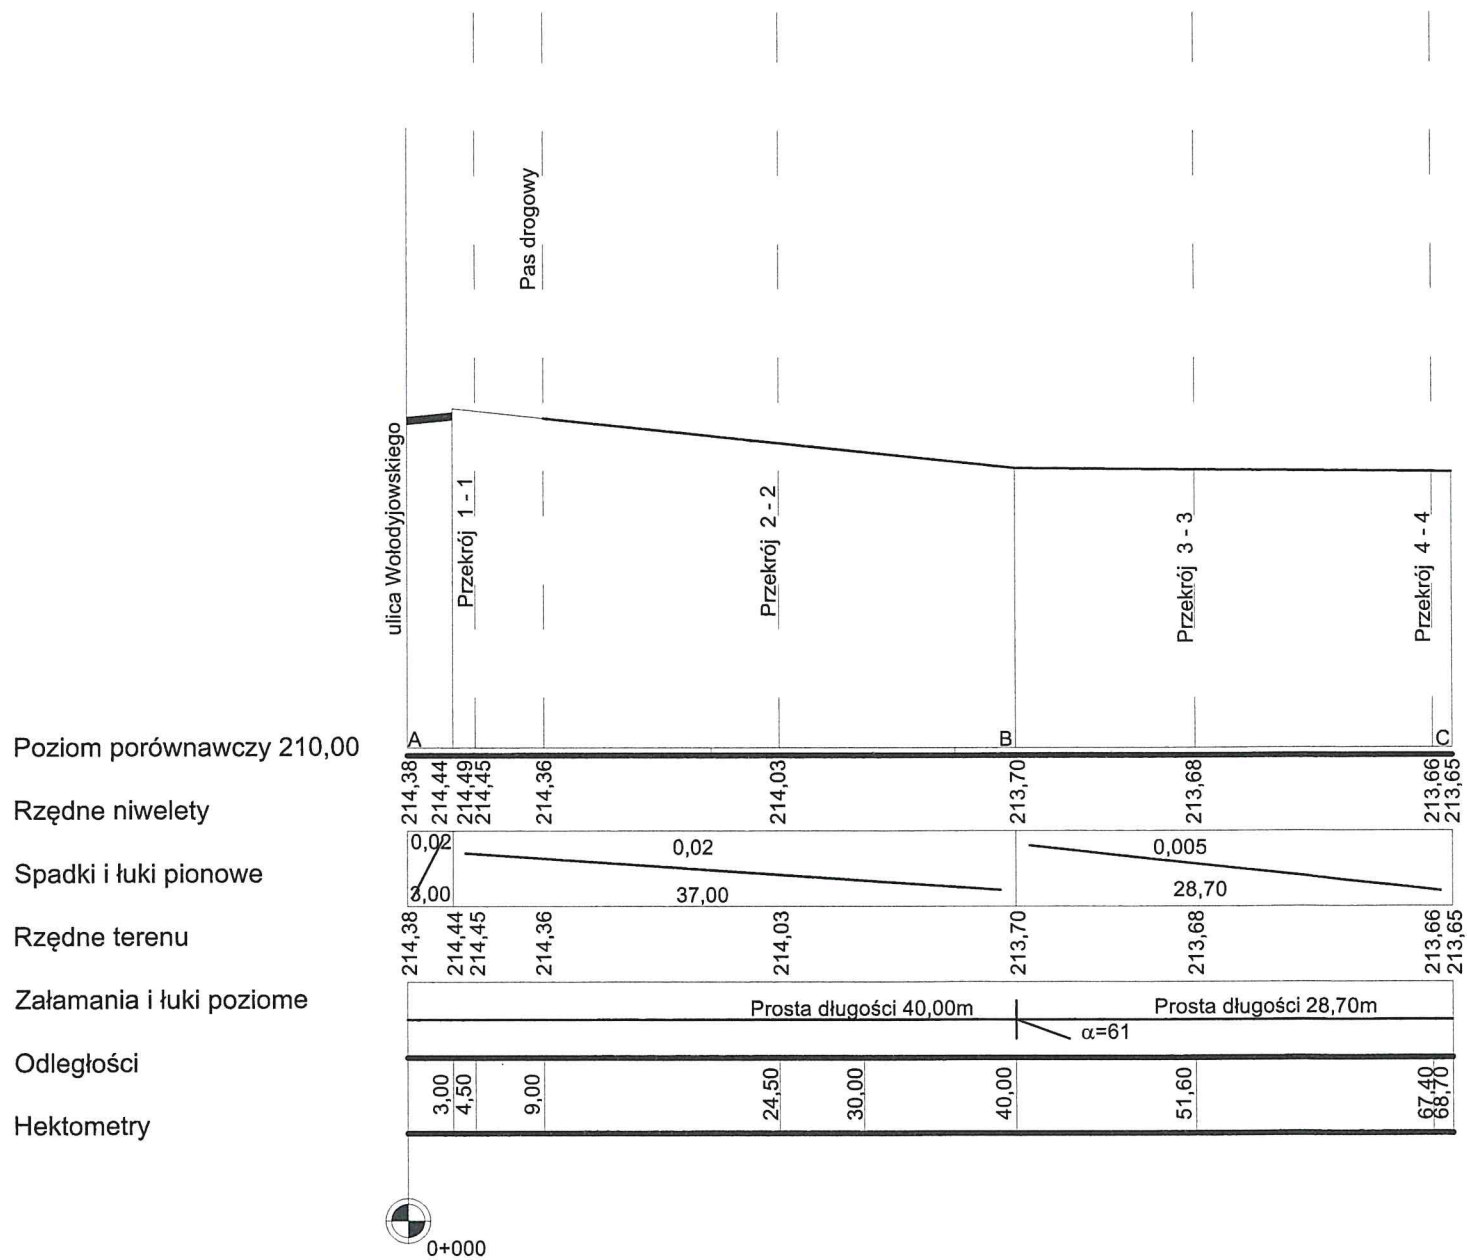 Pas drogowy
ulica Wołodyjowskiego
Przekrój 1 - 1
Przekrój 2 - 2
Przekrój 3 - 3
Przekrój 4 - 4
Poziom porównawczy 210,00
A
B
C
214,38
214,44
214,49
214,45
214,36
214,03
213,70
213,68
213,66
213,65
Rzędne niwelety
0,02
0,02
0,005
Spadki i łuki pionowe
3,00
37,00
28,70
Rzędne terenu
214,38
214,44
214,45
214,36
214,03
213,70
213,68
213,66
213,65
Załamania i łuki poziome
Prosta długości 40,00m
Prosta długości 28,70m
α=61
Odległości
3,00
4,50
9,00
24,50
30,00
40,00
51,60
67,40
68,70
Hektometry
0+000